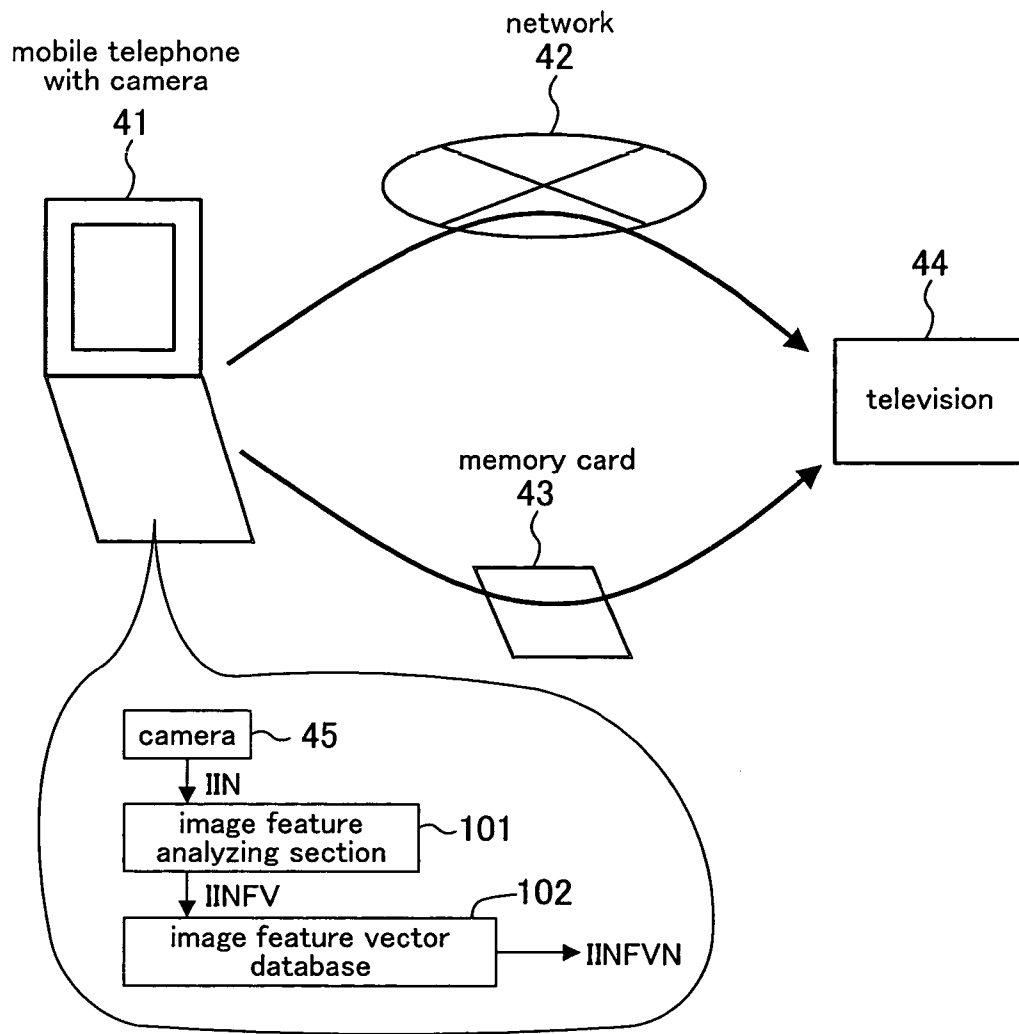 network
42
mobile telephone
with camera
41
44
television
memory card
43
camera
45
IIN
image feature
analyzing section
101
IINFV
102
image feature vector
database
IINFVN